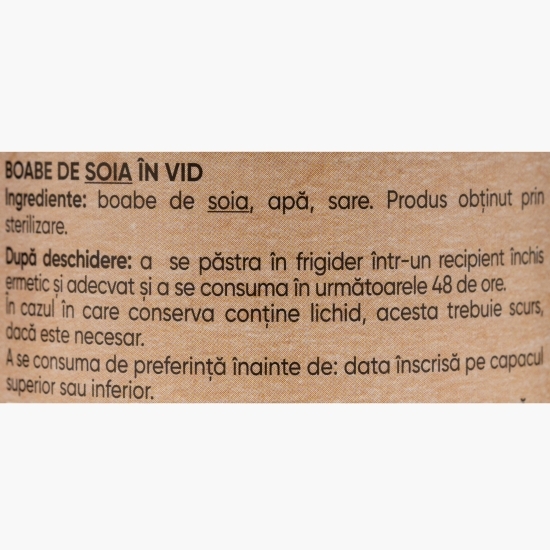 BOABE DE SOIA ÎN VID
Ingrediente: boabe de soia, apă, sare. Produs obținut prin
sterilizare.
După deschidere: a se păstra în frigider într-un recipient închis
ermetic și adecvat și a se consuma în următoarele 48 de ore.
În cazul în care conserva conține lichid, acesta trebuie scurs,
dacă este necesar.
A se consuma de preferință înainte de: data înscrisă pe capacul
superior sau inferior.